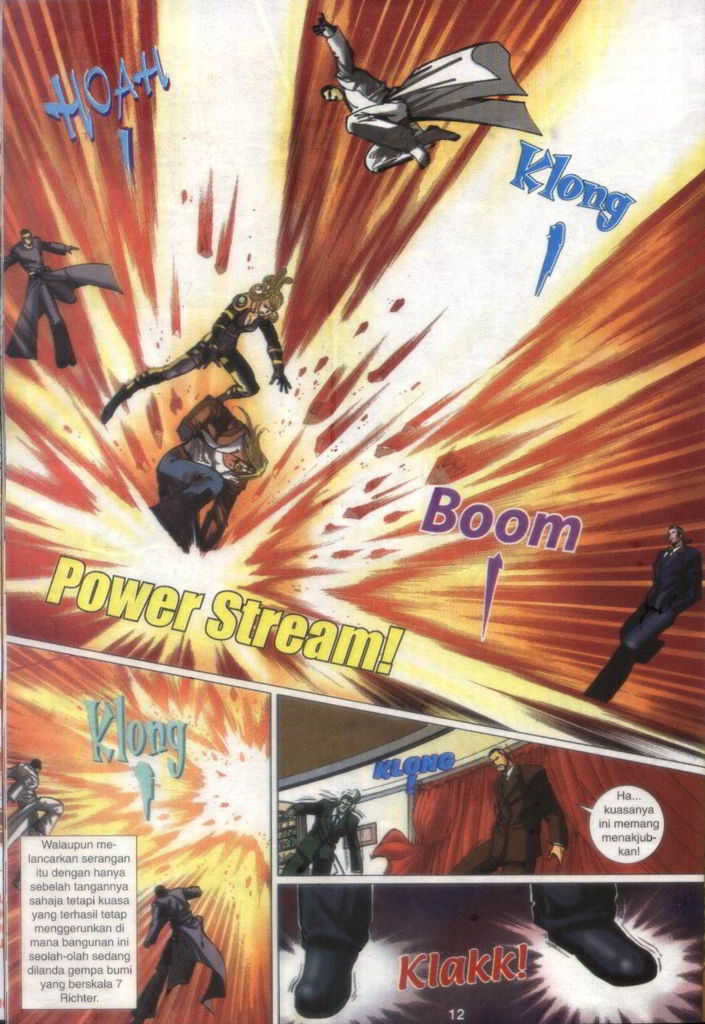 HOAH!
Klong!
Boom!
Power Stream!
Klong!
Walaupun me-
lancarkan serangan
itu dengan hanya
sebelah tangannya
sahaja tetapi kuasa
yang terhasil tetap
menggerunkan di
mana bangunan ini
seolah-olah sedang
dilanda gempa bumi
yang berskala 7
Richter.
KLONG!
Ha...
kuasanya
ini memang
menakjub-
kan!
Klakk!
12